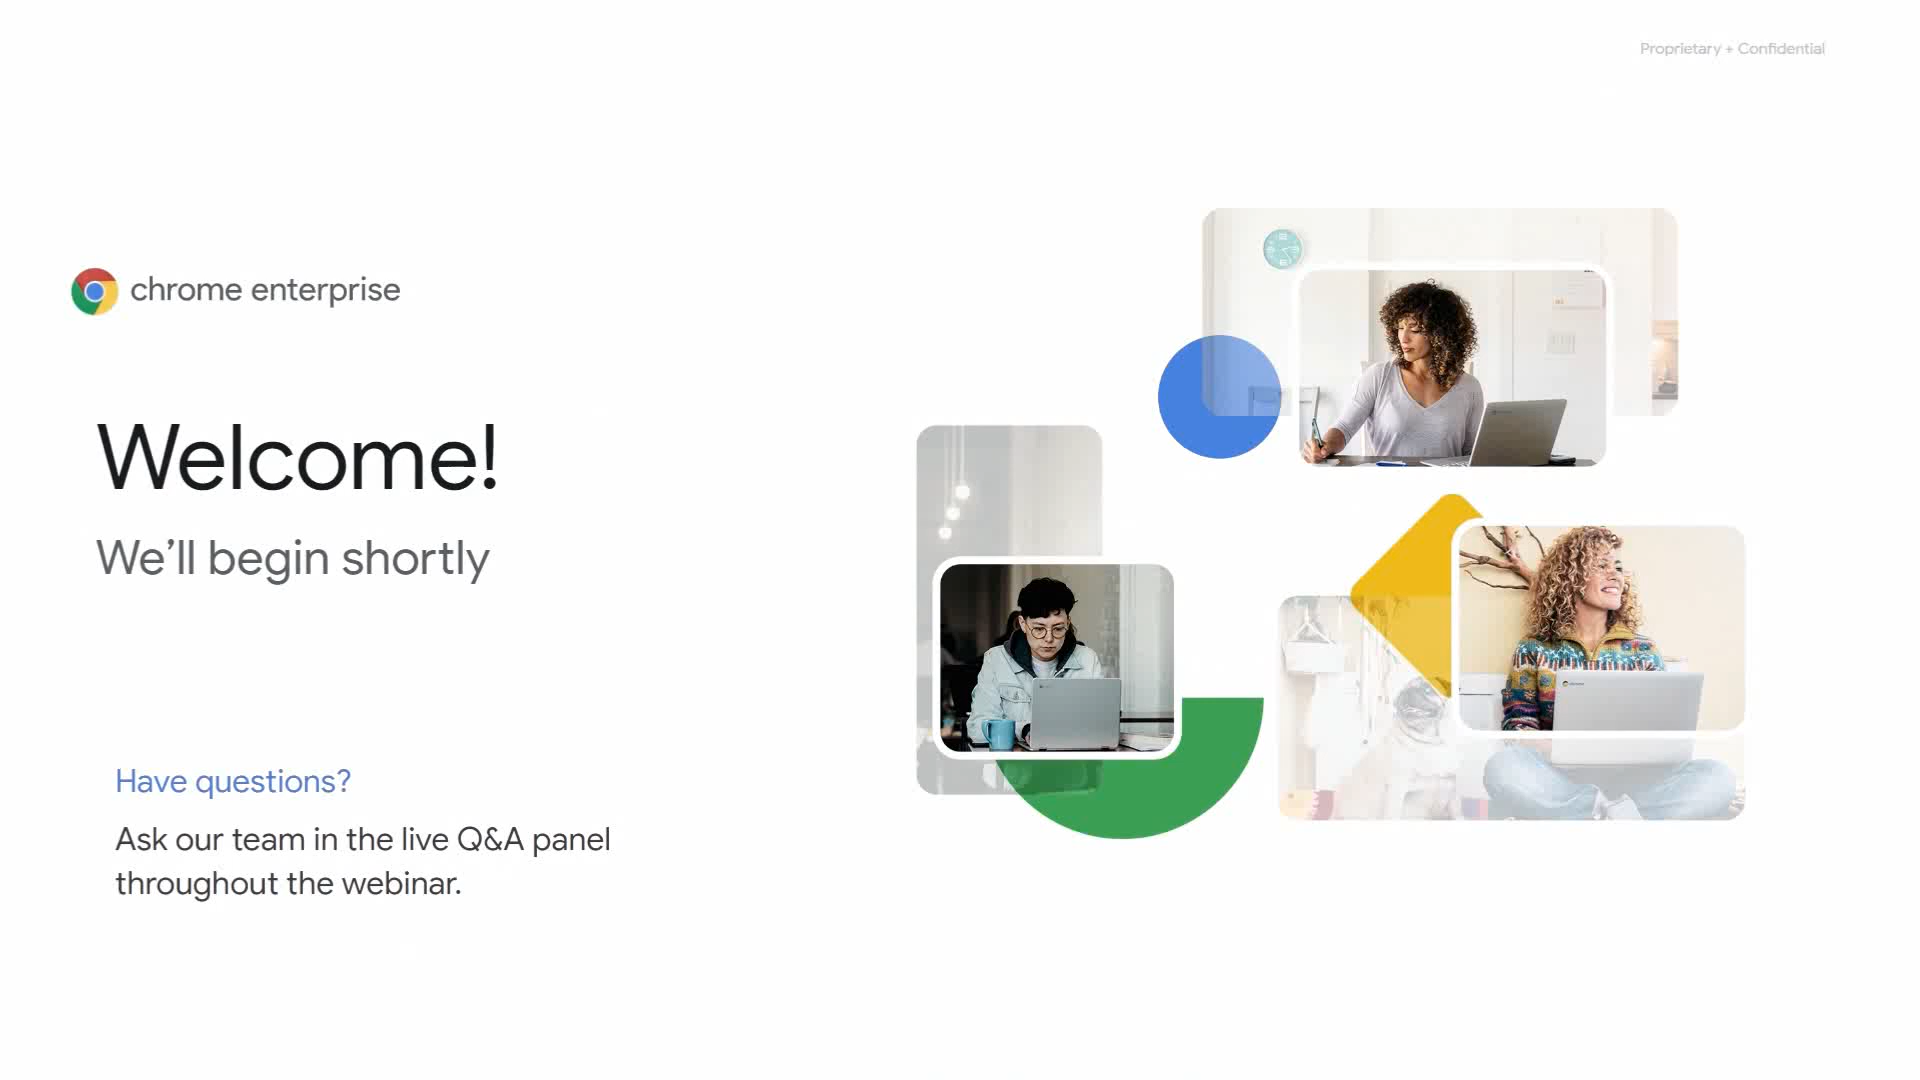 Proprietary + Confidential
chrome enterprise
Welcome!
We’ll begin shortly
Have questions?
Ask our team in the live Q&A panel
throughout the webinar.